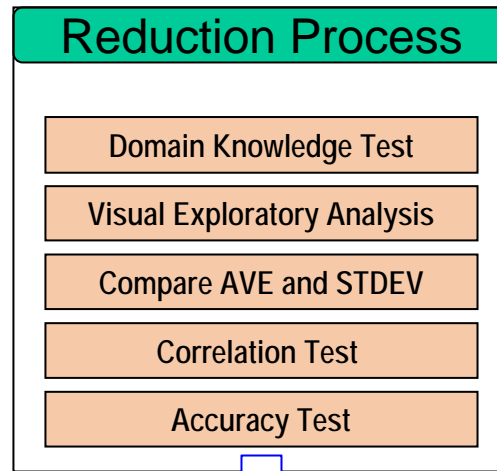 Reduction Process
Domain Knowledge Test
Visual Exploratory Analysis
Compare AVE and STDEV
Correlation Test
Accuracy Test